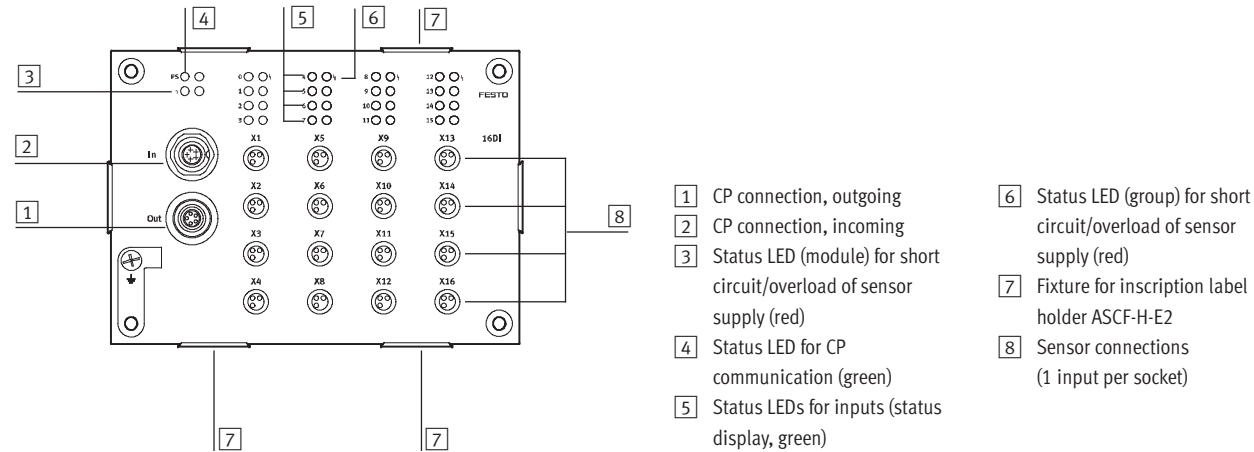 4 5 6 7
3
PS
0 4 8 12
1 1 5 9 13
2 6 10 14
3 7 11 15
FESTO
2
In
X1 X5 X9 X13 16DI
X2 X6 X10 X14
1
Out
8
X3 X7 X11 X15
X4 X8 X12 X16
7 7
1 CP connection, outgoing
2 CP connection, incoming
3 Status LED (module) for short
circuit/overload of sensor
supply (red)
4 Status LED for CP
communication (green)
5 Status LEDs for inputs (status
display, green)
6 Status LED (group) for short
circuit/overload of sensor
supply (red)
7 Fixture for inscription label
holder ASCF-H-E2
8 Sensor connections
(1 input per socket)